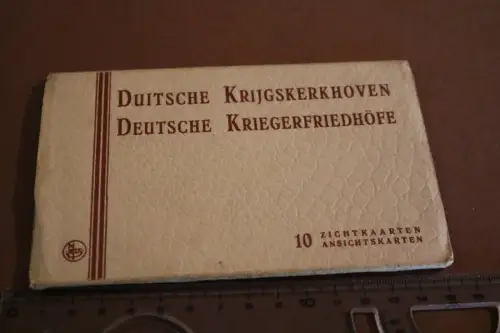 DUITSCHE KRIJGSKERKHOVEN
DEUTSCHE KRIEGERFRIEDHÖFE
10 ZICHTKAARTEN
ANSICHTSKARTEN